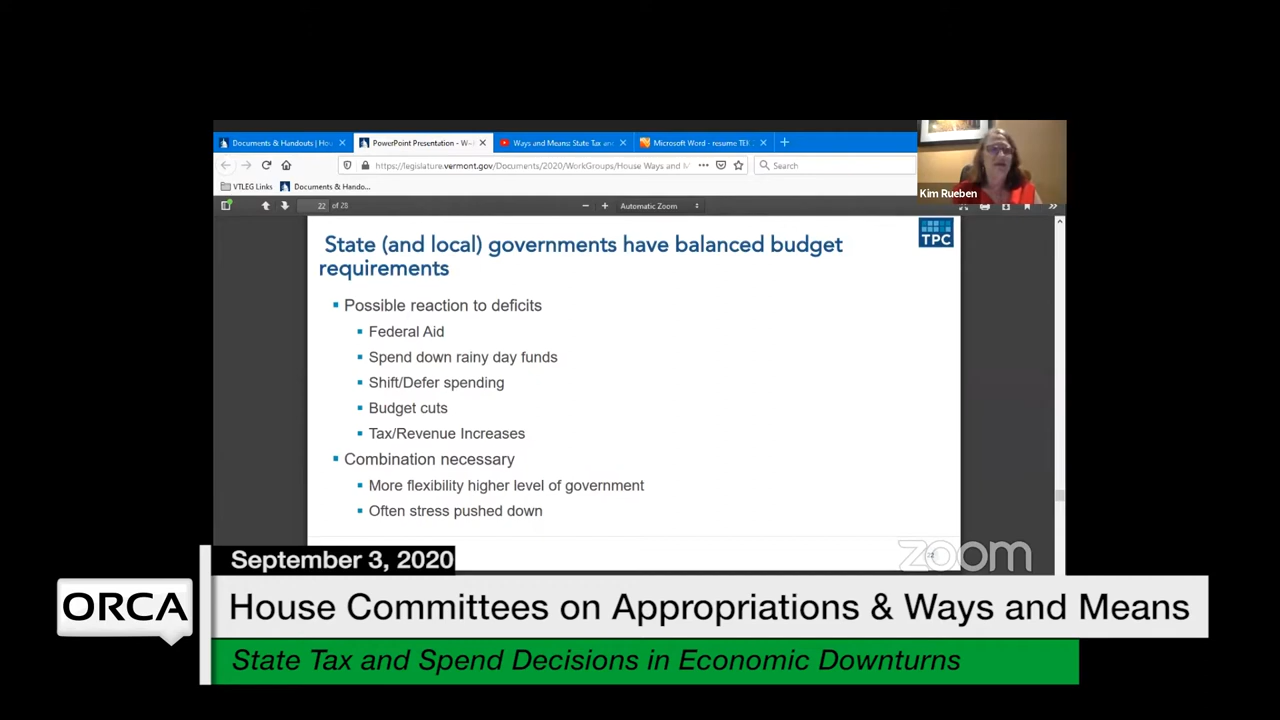 Documents & Handouts | Ho
PowerPoint Presentation - W
Ways and Means: State Tax an
Microsoft Word - resume TE
https://legislature.vermont.gov/Documents/2020/WorkGroups/House Ways and M
Search
VTLEG Links
Documents & Hando...
Kim Rueben
22 of 28
Automatic Zoom
State (and local) governments have balanced budget
requirements
TPC
Possible reaction to deficits
Federal Aid
Spend down rainy day funds
Shift/Defer spending
Budget cuts
Tax/Revenue Increases
Combination necessary
More flexibility higher level of government
Often stress pushed down
22
zoom
September 3, 2020
ORCA
House Committees on Appropriations & Ways and Means
State Tax and Spend Decisions in Economic Downturns